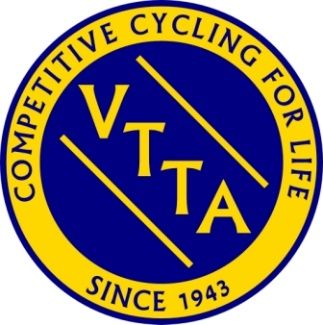 COMPETITIVE CYCLING FOR LIFE
VTTA
SINCE 1943